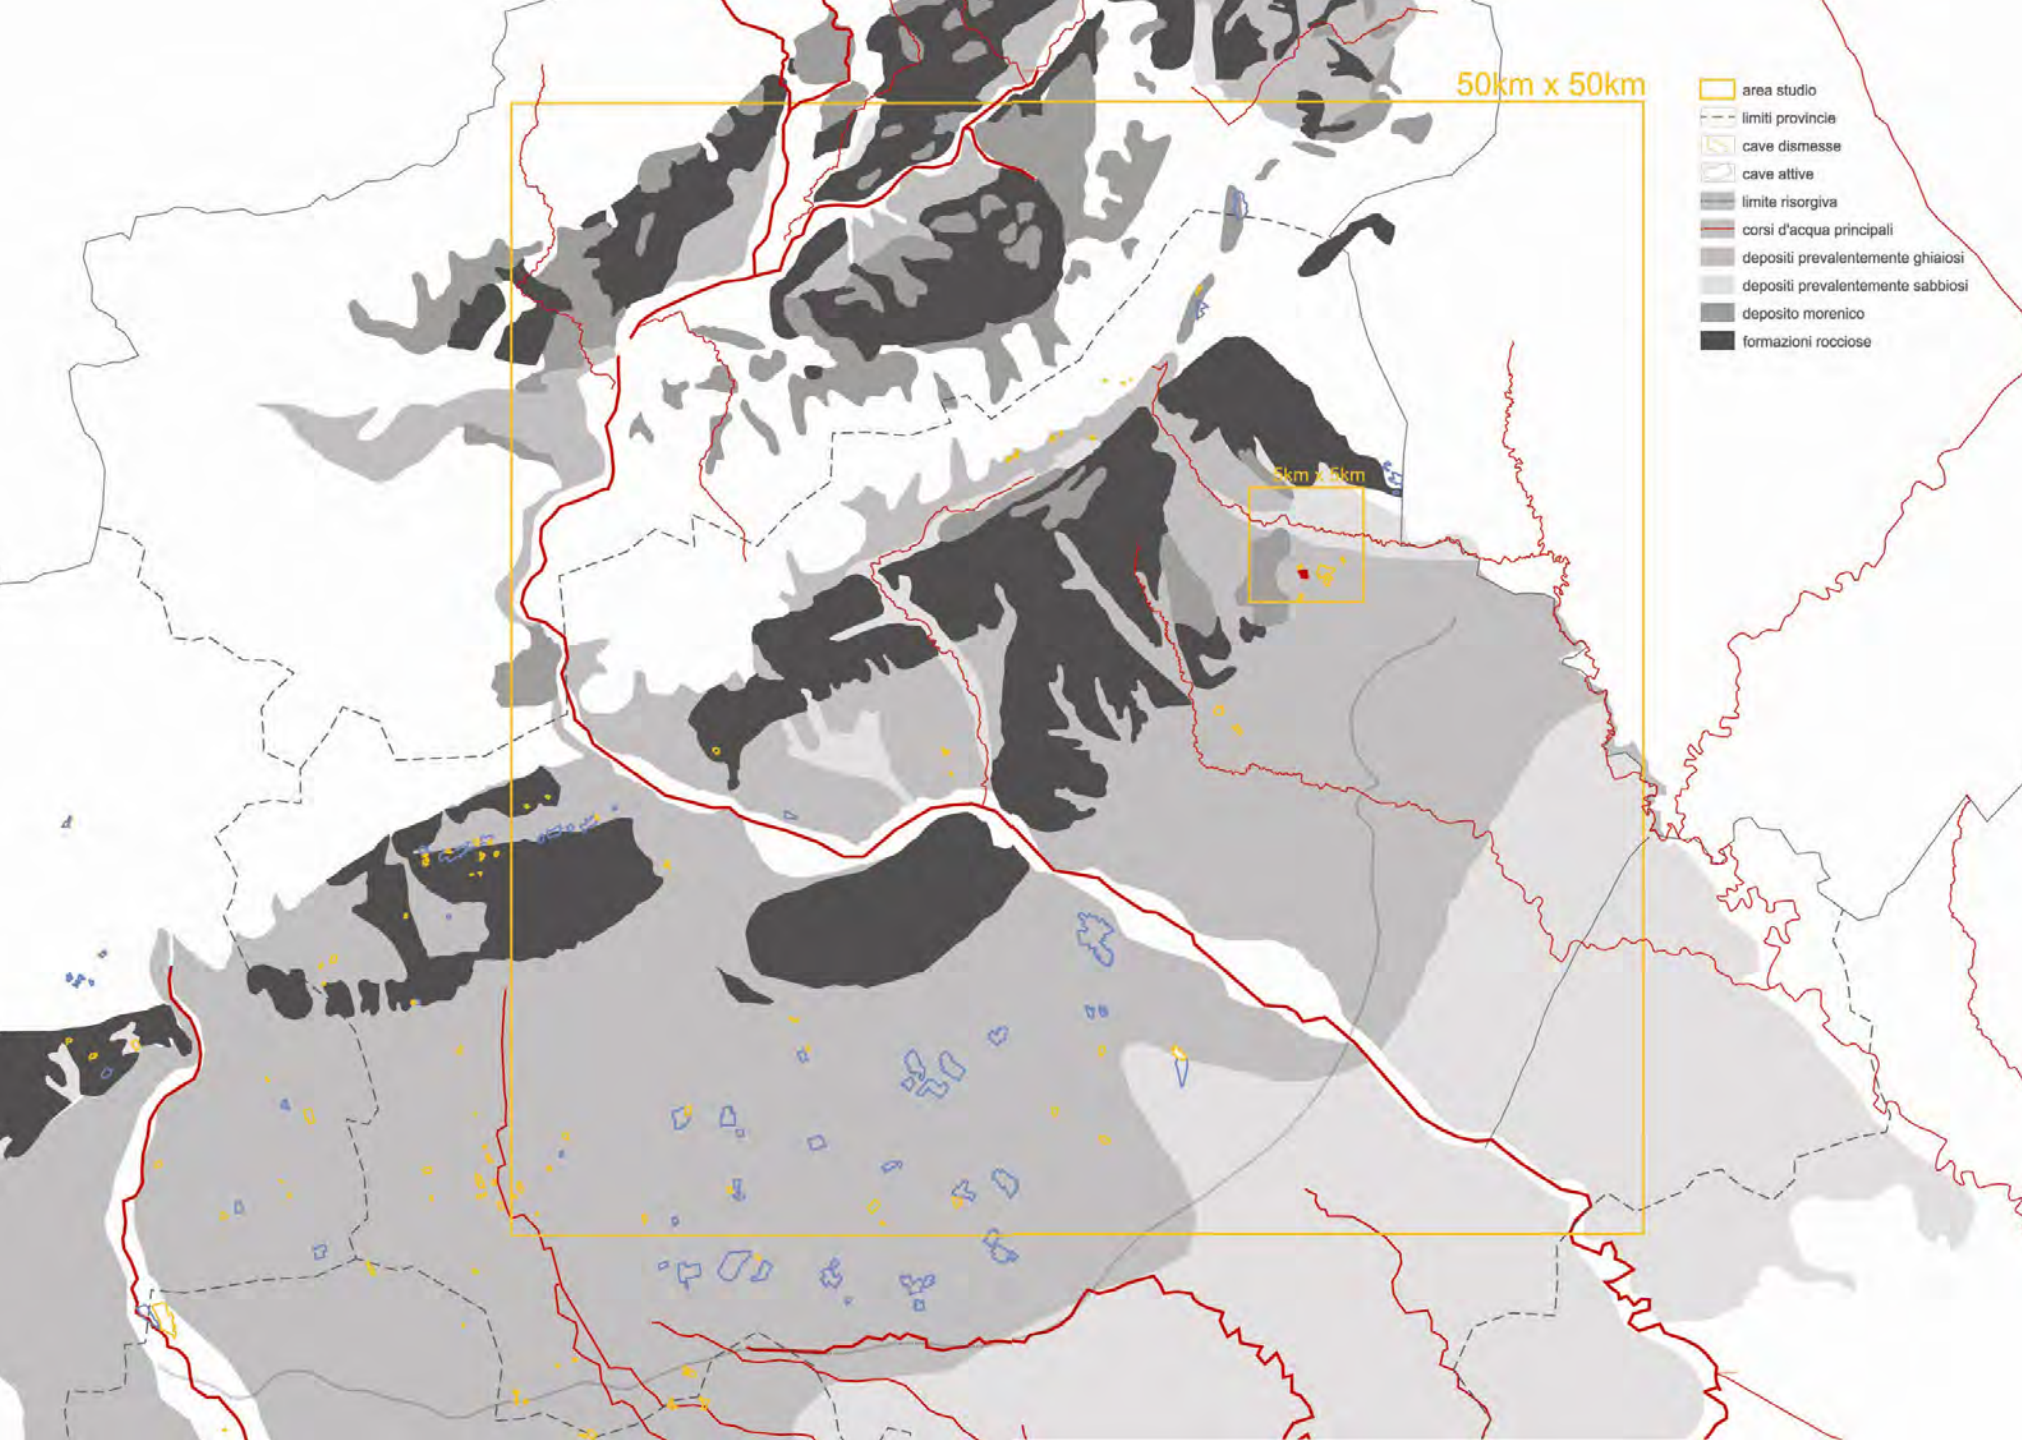 50km x 50km
area studio
limiti provincie
cave dismesse
cave attive
limite risorgiva
corsi d'acqua principali
depositi prevalentemente ghiaiosi
depositi prevalentemente sabbiosi
deposito morenico
formazioni rocciose
5km x 5km